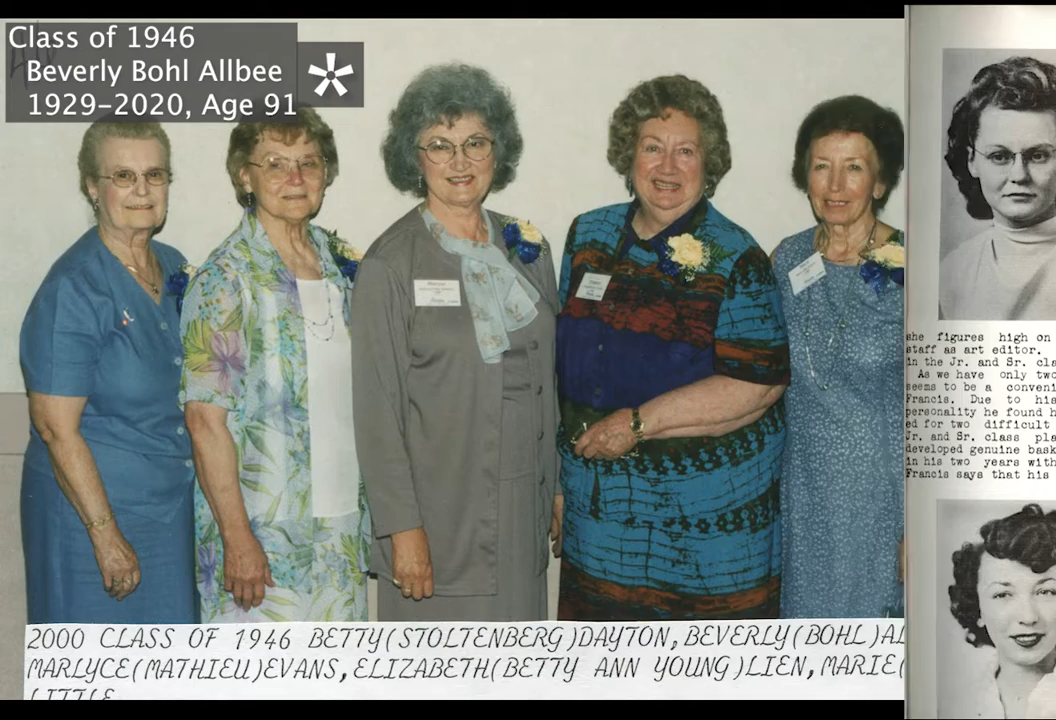 Class of 1946
Beverly Bohl Allbee
1929-2020, Age 91
2000 CLASS OF 1946 BETTY(STOLTENBERG)DAYTON, BEVERLY(BOHL)AL
MARLYCE(MATHIEU)EVANS, ELIZABETH(BETTY ANN YOUNG)LIEN, MARIE(
LITTLE
she figures high on
staff as art editor.
in the Jr. and Sr. cla
As we have only two
seems to be a conveni
Francis. Due to his
personality he found h
ed for two difficult
Jr. and Sr. class pla
developed genuine bask
in his two years with
Francis says that his